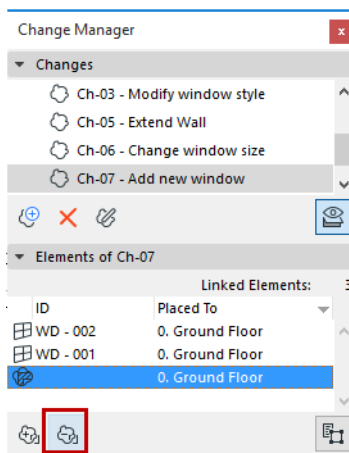 Change Manager
x
Changes
Ch-03 - Modify window style
Ch-05 - Extend Wall
Ch-06 - Change window size
Ch-07 - Add new window
Elements of Ch-07
Linked Elements: 3
ID Placed To
WD - 002 0. Ground Floor
WD - 001 0. Ground Floor
0. Ground Floor